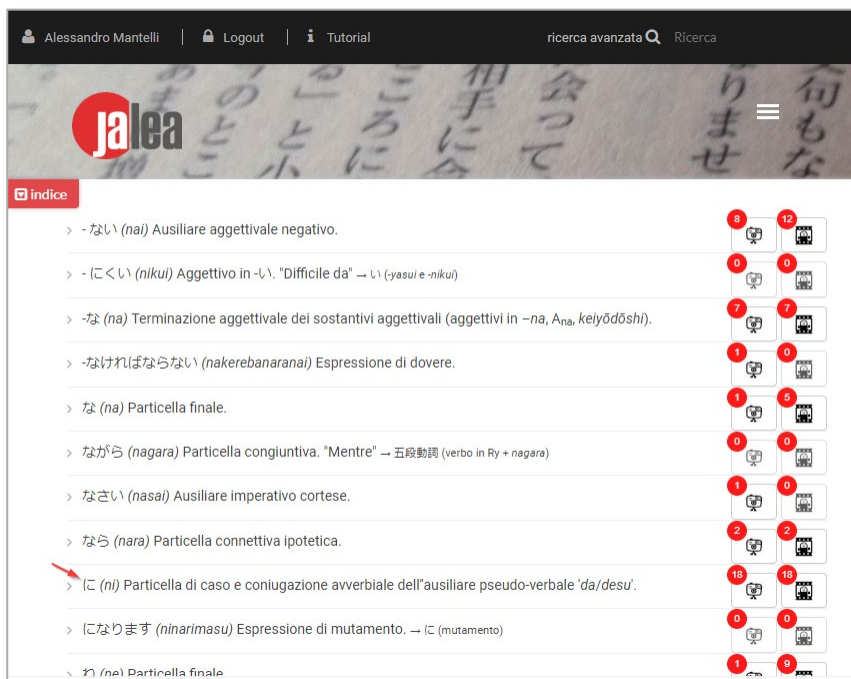 Alessandro Mantelli | Logout | Tutorial ricerca avanzata Ricerca
jalea
indice
- ない (nai) Ausiliare aggettivale negativo. 8 12
- にくい (nikui) Aggettivo in -い. "Difficile da" → い (-yasui e -nikui) 0 0
-な (na) Terminazione aggettivale dei sostantivi aggettivali (aggettivi in –na, Ana, keiyōdōshi). 7 7
-なければならない (nakerebanaranai) Espressione di dovere. 1 0
な (na) Particella finale. 1 5
ながら (nagara) Particella congiuntiva. "Mentre" → 五段動詞 (verbo in Ry + nagara) 0 0
なさい (nasai) Ausiliare imperativo cortese. 1 0
なら (nara) Particella connettiva ipotetica. 2 2
に (ni) Particella di caso e coniugazione avverbiale dell"ausiliare pseudo-verbale 'da/desu'. 18 18
になります (ninarimasu) Espressione di mutamento. → に (mutamento) 0 0
ね (ne) Particella finale 1 9